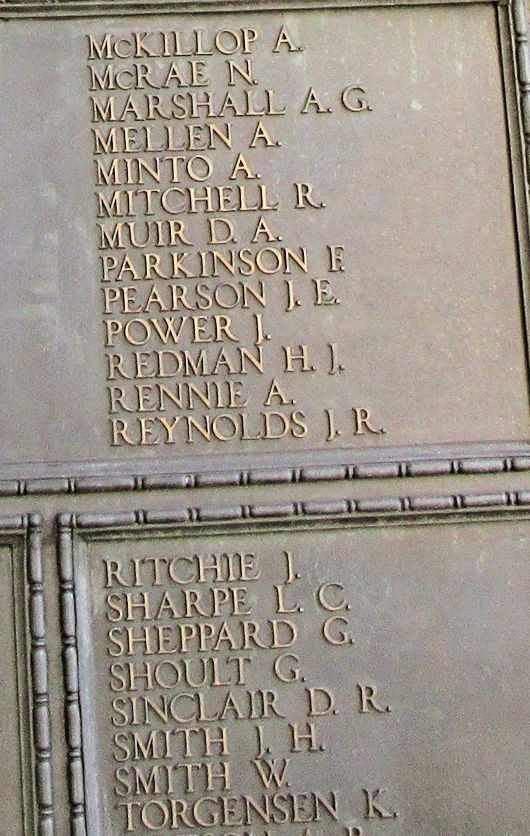 McKILLOP A.
McRAE N.
MARSHALL A. G.
MELLEN A.
MINTO A.
MITCHELL R.
MUIR D. A.
PARKINSON F.
PEARSON J. E.
POWER J.
REDMAN H. J.
RENNIE A.
REYNOLDS J. R.
RITCHIE J.
SHARPE L. C.
SHEPPARD G.
SHOULT G.
SINCLAIR D. R.
SMITH J. H.
SMITH W.
TORGENSEN K.